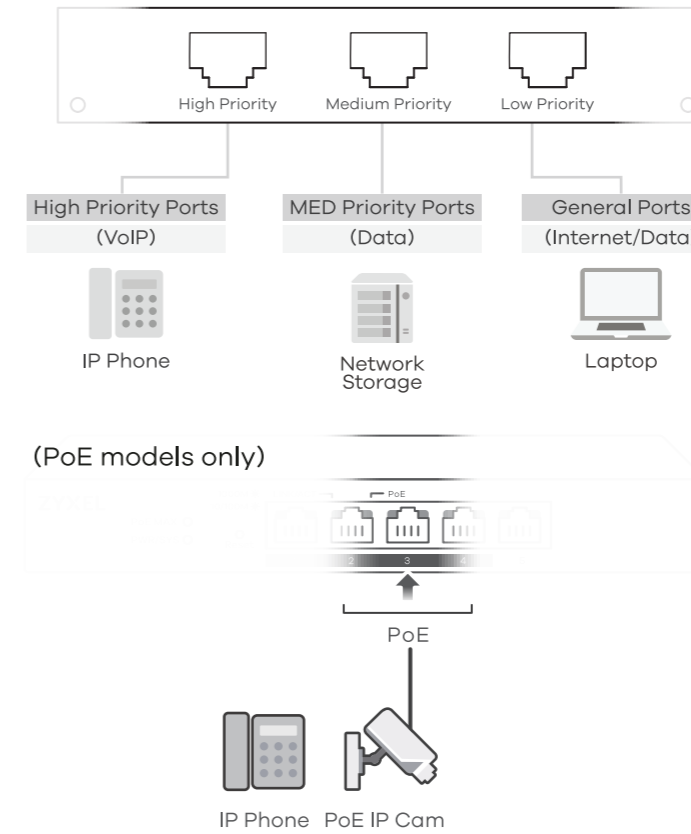 High Priority
Medium Priority
Low Priority
High Priority Ports
MED Priority Ports
General Ports
(VoIP)
(Data)
(Internet/Data
IP Phone
Network
Storage
Laptop
(PoE models only)
PoE
2
3
4
PoE
IP Phone
PoE IP Cam